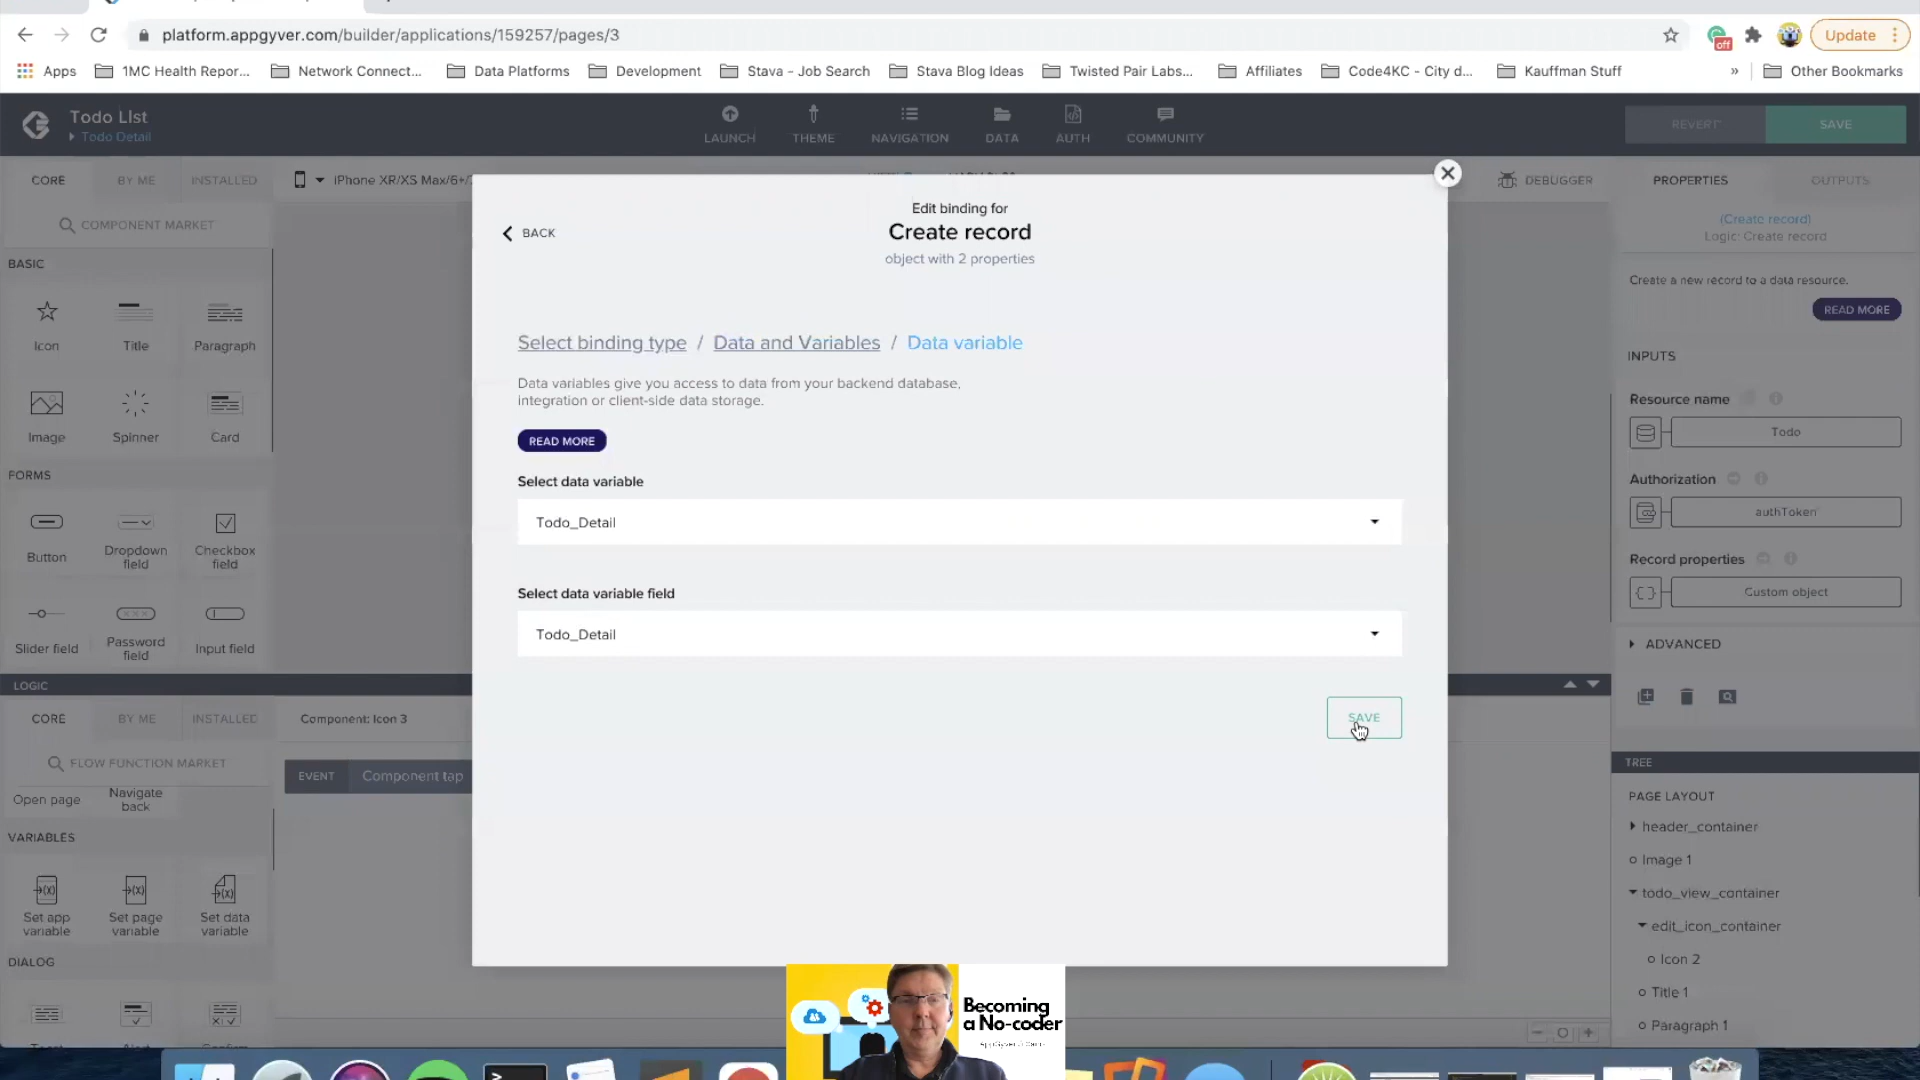 platform.appgyver.com/builder/applications/159257/pages/3
off
Update
Apps
1MC Health Repor...
Network Connect...
Data Platforms
Development
Stava - Job Search
Stava Blog Ideas
Twisted Pair Labs...
Affiliates
Code4KC - City d...
Kauffman Stuff
»
Other Bookmarks
Todo LIst
Todo Detail
LAUNCH
THEME
NAVIGATION
DATA
AUTH
COMMUNITY
REVERT
SAVE
CORE
BY ME
INSTALLED
iPhone XR/XS Max/6+/
DEBUGGER
PROPERTIES
OUTPUTS
COMPONENT MARKET
BASIC
Icon
Title
Paragraph
Image
Spinner
Card
FORMS
Button
Dropdown
field
Checkbox
field
Slider field
Password
field
Input field
BACK
Edit binding for
Create record
object with 2 properties
Select binding type / Data and Variables / Data variable
Data variables give you access to data from your backend database,
integration or client-side data storage.
READ MORE
Select data variable
Todo_Detail
Select data variable field
Todo_Detail
SAVE
(Create record)
Logic: Create record
Create a new record to a data resource.
READ MORE
INPUTS
Resource name
Todo
Authorization
authToken
Record properties
Custom object
ADVANCED
LOGIC
CORE
BY ME
INSTALLED
Component: Icon 3
FLOW FUNCTION MARKET
EVENT
Component tap
Open page
Navigate
back
VARIABLES
Set app
variable
Set page
variable
Set data
variable
DIALOG
TREE
PAGE LAYOUT
header_container
Image 1
todo_view_container
edit_icon_container
Icon 2
Title 1
Paragraph 1
Becoming
a No-coder